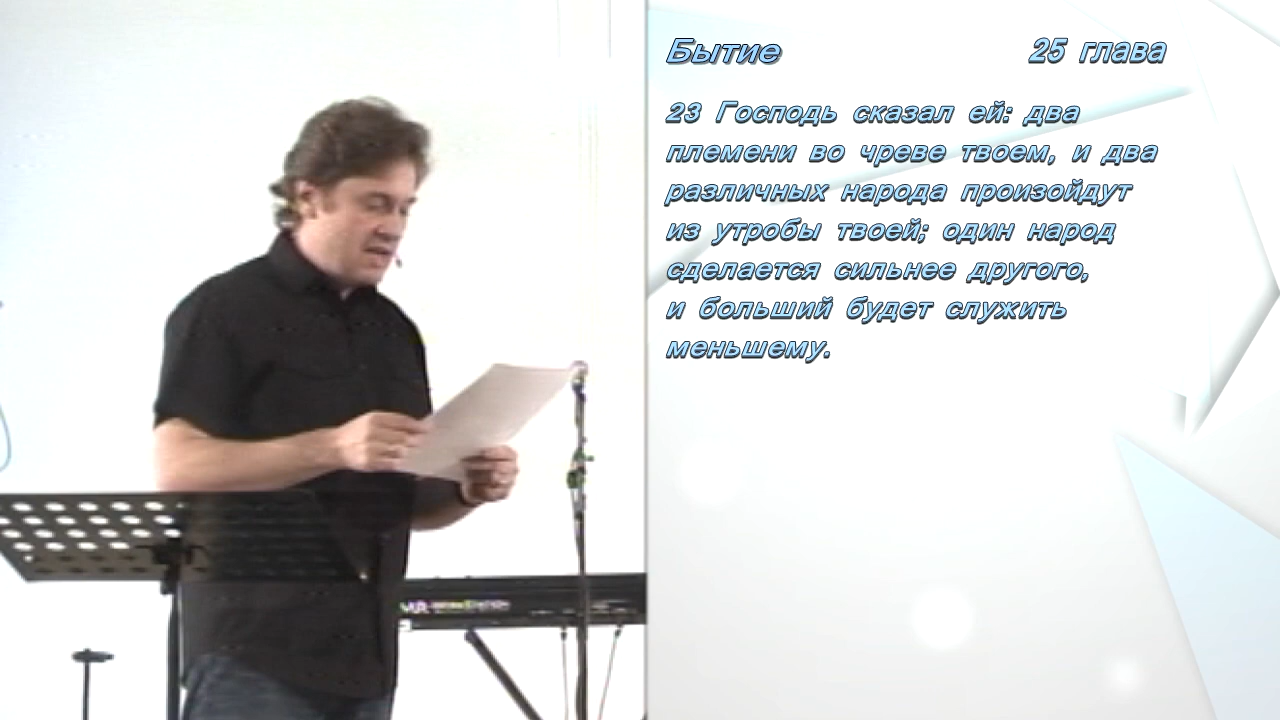 Бытие 25 глава
23 Господь сказал ей: два
племени во чреве твоем, и два
различных народа произойдут
из утробы твоей; один народ
сделается сильнее другого,
и больший будет служить
меньшему.